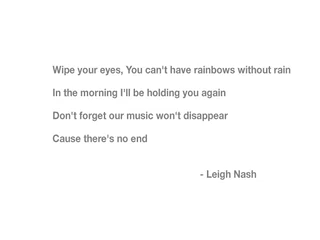 Wipe your eyes, You can't have rainbows without rain
In the morning I'll be holding you again
Don't forget our music won't disappear
Cause there's no end
- Leigh Nash